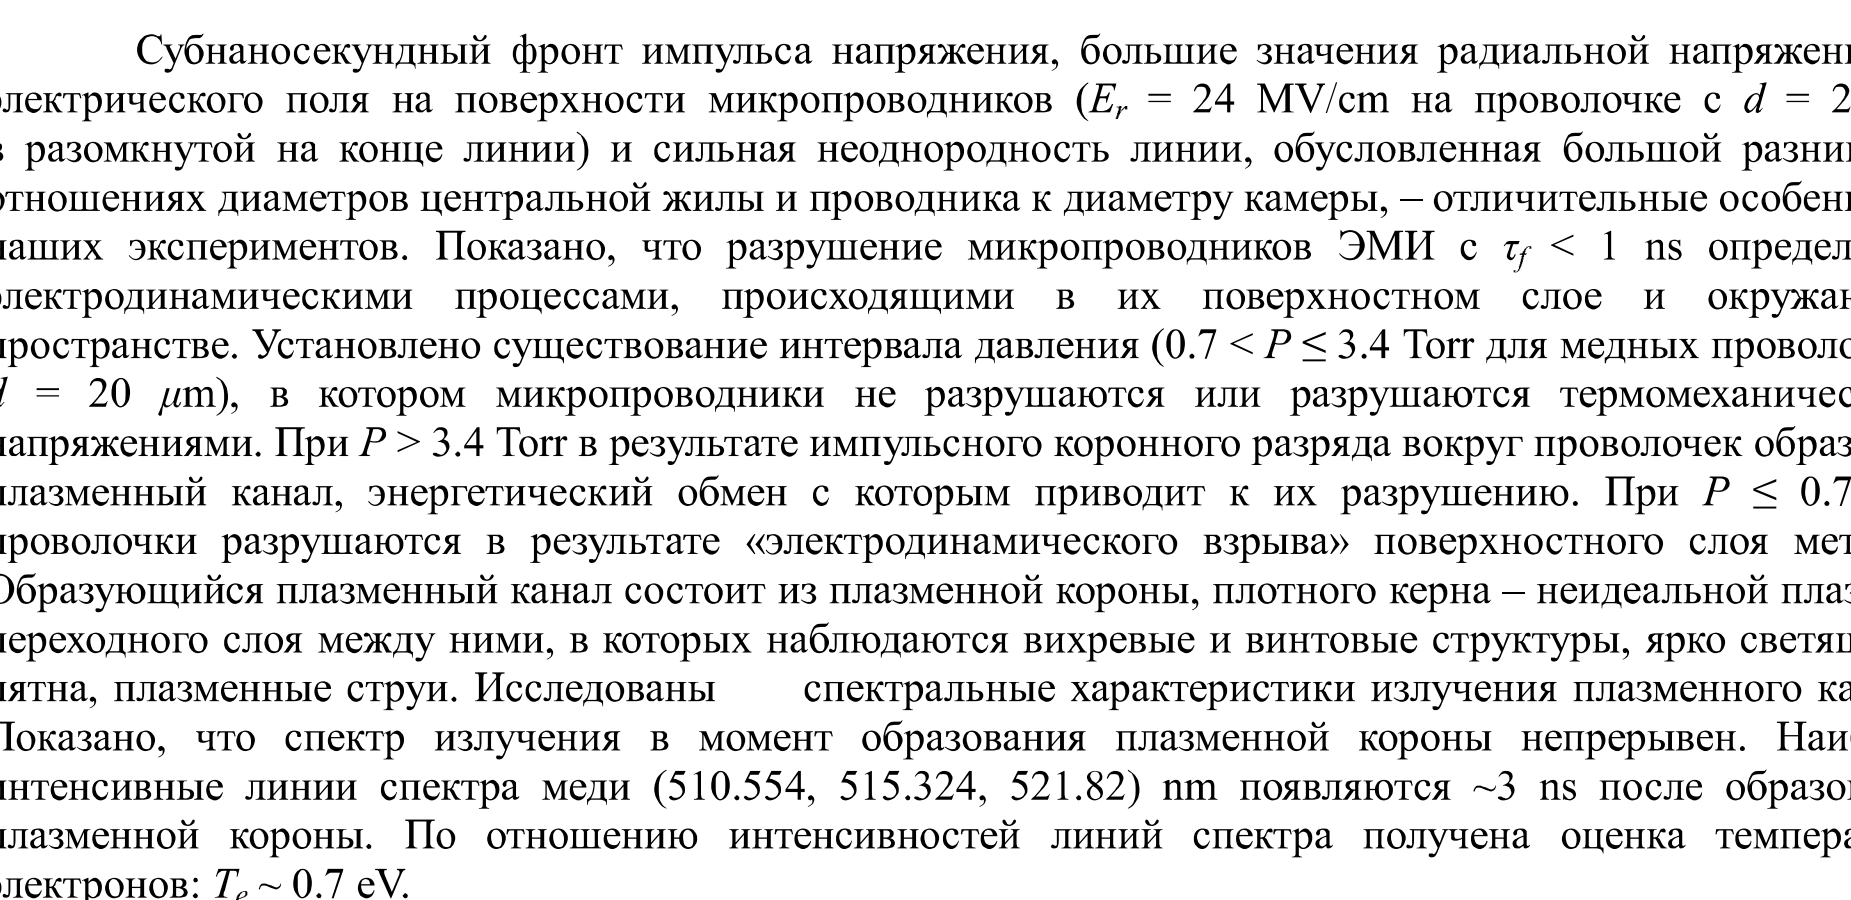 Субнаносекундный фронт импульса напряжения, большие значения радиальной напряжен
электрического поля на поверхности микропроводников (Er = 24 MV/cm на проволочке с d = 2
в разомкнутой на конце линии) и сильная неоднородность линии, обусловленная большой разни
отношениях диаметров центральной жилы и проводника к диаметру камеры, – отличительные особен
наших экспериментов. Показано, что разрушение микропроводников ЭМИ с τf < 1 ns определ
электродинамическими процессами, происходящими в их поверхностном слое и окружа
пространстве. Установлено существование интервала давления (0.7 < P ≤ 3.4 Torr для медных проволо
d = 20 μm), в котором микропроводники не разрушаются или разрушаются термомеханичес
напряжениями. При P > 3.4 Torr в результате импульсного коронного разряда вокруг проволочек образ
плазменный канал, энергетический обмен с которым приводит к их разрушению. При P ≤ 0.7
проволочки разрушаются в результате «электродинамического взрыва» поверхностного слоя мет
Образующийся плазменный канал состоит из плазменной короны, плотного керна – неидеальной плаз
переходного слоя между ними, в которых наблюдаются вихревые и винтовые структуры, ярко светящ
пятна, плазменные струи. Исследованы спектральные характеристики излучения плазменного ка
Показано, что спектр излучения в момент образования плазменной короны непрерывен. Наи
интенсивные линии спектра меди (510.554, 515.324, 521.82) nm появляются ~3 ns после образо
плазменной короны. По отношению интенсивностей линий спектра получена оценка темпера
электронов: Te ~ 0.7 eV.